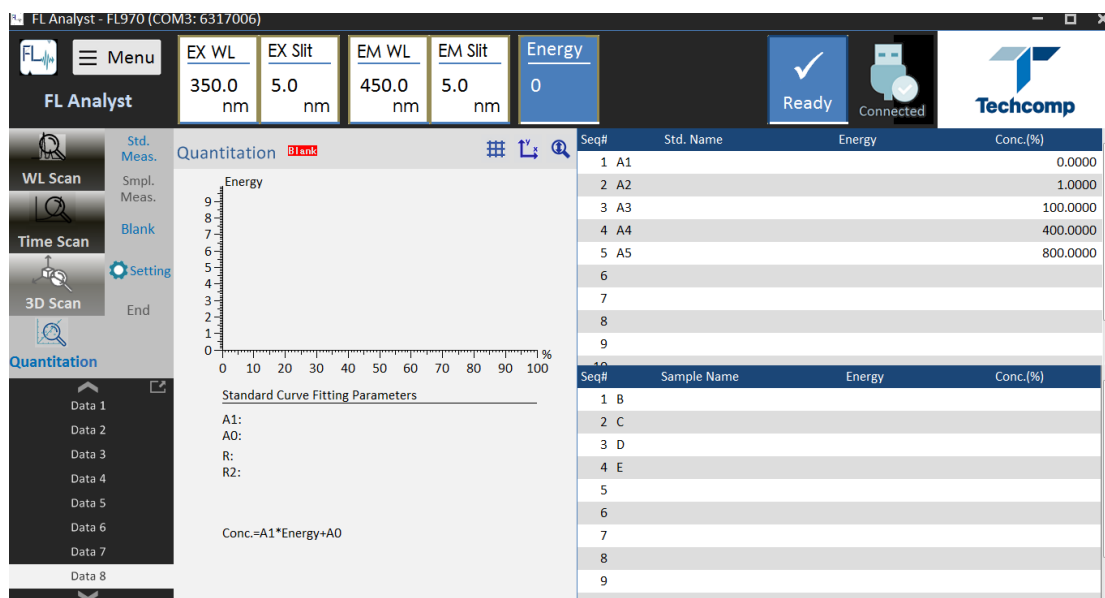 FL Analyst - FL970 (COM3: 6317006)
FL
Menu
FL Analyst
EX WL
350.0
nm
EX Slit
5.0
nm
EM WL
450.0
nm
EM Slit
5.0
nm
Energy
0
Ready
Connected
Techcomp
WL Scan
Time Scan
3D Scan
Quantitation
Std.
Meas.
Smpl.
Meas.
Blank
Setting
End
Data 1
Data 2
Data 3
Data 4
Data 5
Data 6
Data 7
Data 8
Quantitation Blank
Energy
9
8
7
6
5
4
3
2
1
0
0 10 20 30 40 50 60 70 80 90 100 %
Standard Curve Fitting Parameters
A1:
A0:
R:
R2:
Conc.=A1*Energy+A0
Seq# Std. Name Energy Conc.(%)
1 A1 0.0000
2 A2 1.0000
3 A3 100.0000
4 A4 400.0000
5 A5 800.0000
6
7
8
9
10
Seq# Sample Name Energy Conc.(%)
1 B
2 C
3 D
4 E
5
6
7
8
9